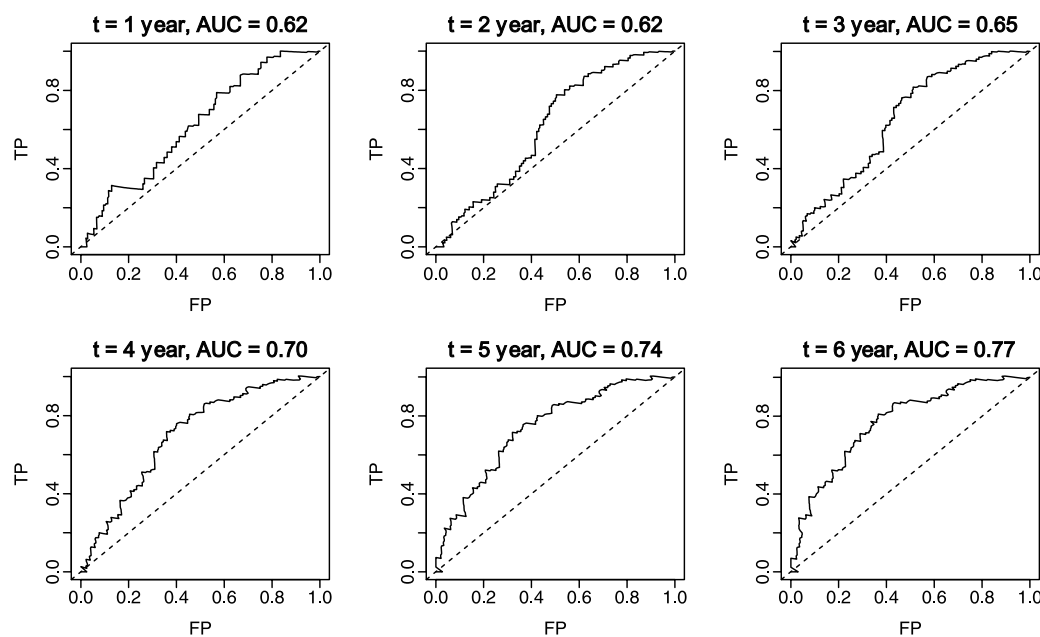 t = 1 year, AUC = 0.62
TP
0.0 0.4 0.8
0.0 0.2 0.4 0.6 0.8 1.0
FP
t = 2 year, AUC = 0.62
TP
0.0 0.4 0.8
0.0 0.2 0.4 0.6 0.8 1.0
FP
t = 3 year, AUC = 0.65
TP
0.0 0.4 0.8
0.0 0.2 0.4 0.6 0.8 1.0
FP
t = 4 year, AUC = 0.70
TP
0.0 0.4 0.8
0.0 0.2 0.4 0.6 0.8 1.0
FP
t = 5 year, AUC = 0.74
TP
0.0 0.4 0.8
0.0 0.2 0.4 0.6 0.8 1.0
FP
t = 6 year, AUC = 0.77
TP
0.0 0.4 0.8
0.0 0.2 0.4 0.6 0.8 1.0
FP